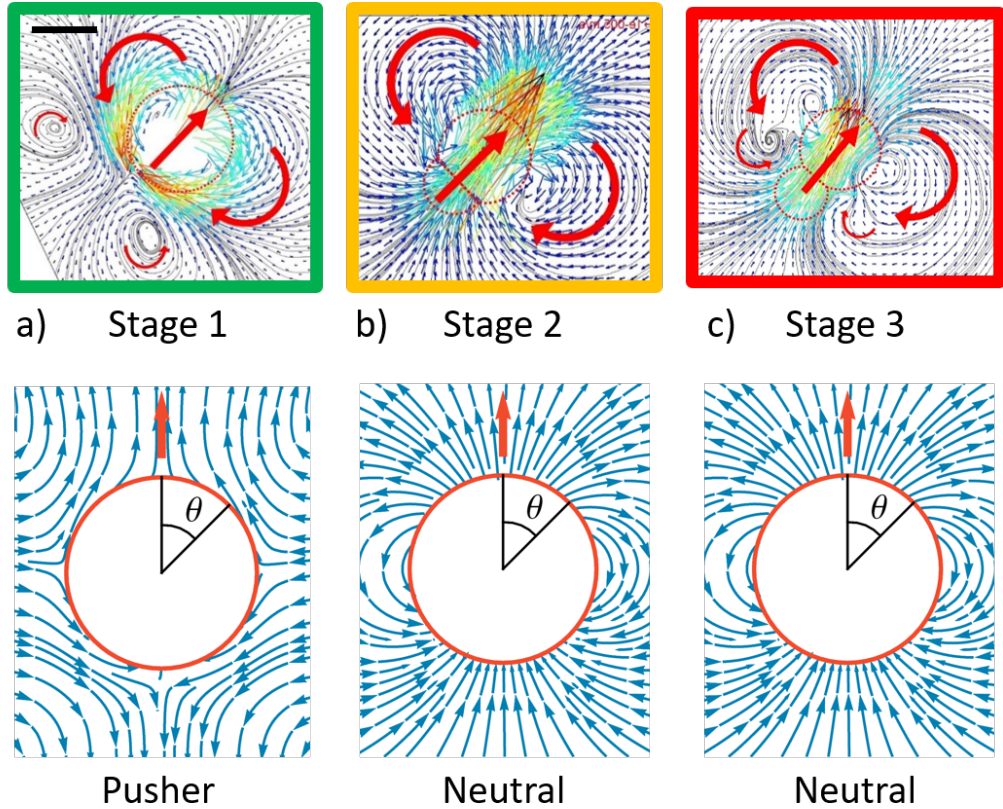 a) Stage 1
b) Stage 2
c) Stage 3
θ
θ
θ
Pusher
Neutral
Neutral